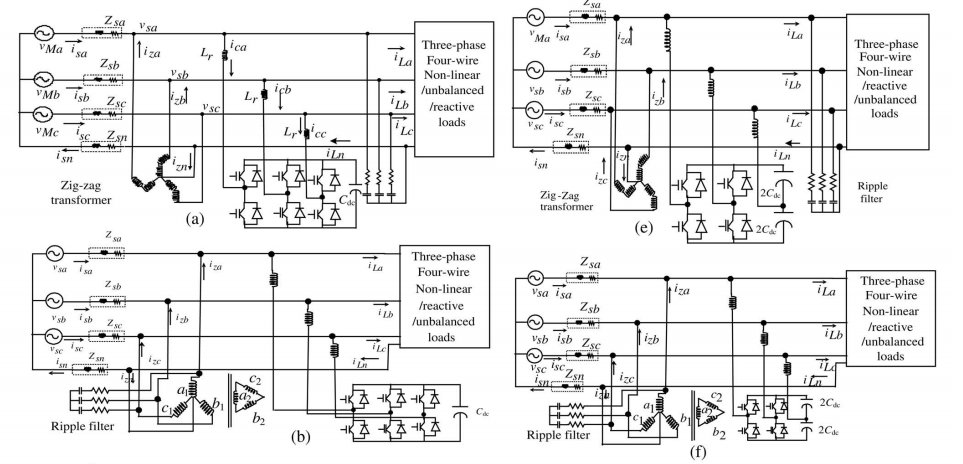 Z_sa
v_sa
v_Ma
i_sa
i_za
L_r
i_ca
i_La
Three-phase
Four-wire
Non-linear
/unbalanced
/reactive
loads
Z_sb
v_sb
v_Mb
i_sb
i_zb
L_r
i_cb
i_Lb
Z_sc
v_sc
v_Mc
i_sc
L_r
i_cc
i_Lc
Z_sn
i_sn
i_zn
i_Ln
Zig-zag
transformer
C_dc
(a)
Z_sa
v_Ma
i_sa
i_za
i_La
Three-phase
Four-wire
Non-linear
/reactive
/unbalanced
loads
Z_sb
v_sb
i_sb
i_zb
i_Lb
Z_sc
v_sc
i_sc
i_Lc
Z_sn
i_sn
i_zc
i_Ln
Zig-Zag
transformer
2C_dc
2C_dc
Ripple
filter
(e)
Z_sa
v_sa
i_sa
i_za
i_La
Three-phase
Four-wire
Non-linear
/reactive
/unbalanced
loads
Z_sb
v_sb
i_sb
i_zb
i_Lb
Z_sc
v_sc
i_sc
i_zc
i_Lc
Z_sn
i_sn
i_Ln
a_1
c_1
b_1
c_2
a_2
b_2
C_dc
Ripple filter
(b)
Z_sa
v_sa
i_sa
i_za
i_La
Three-phase
Four-wire
Non-linear
/reactive
/unbalanced
loads
Z_sb
v_sb
i_sb
i_zb
i_Lb
Z_sc
v_sc
i_sc
i_zc
i_Lc
Z_sn
i_sn
i_Ln
a_1
c_1
b_1
c_2
a_2
b_2
2C_dc
2C_dc
Ripple filter
(f)